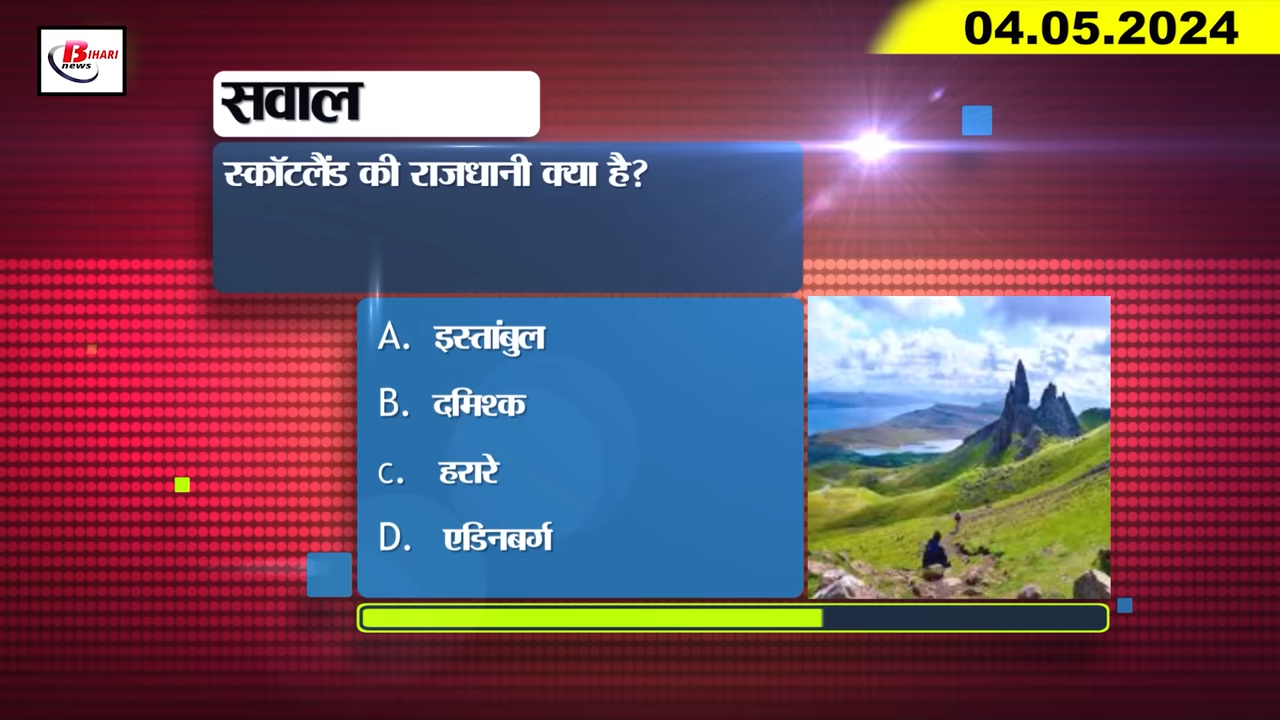 BIHARI
news
04.05.2024
सवाल
स्कॉटलैंड की राजधानी क्या है?
A. इस्तांबुल
B. दमिश्क
C. हरारे
D. एडिनबर्ग